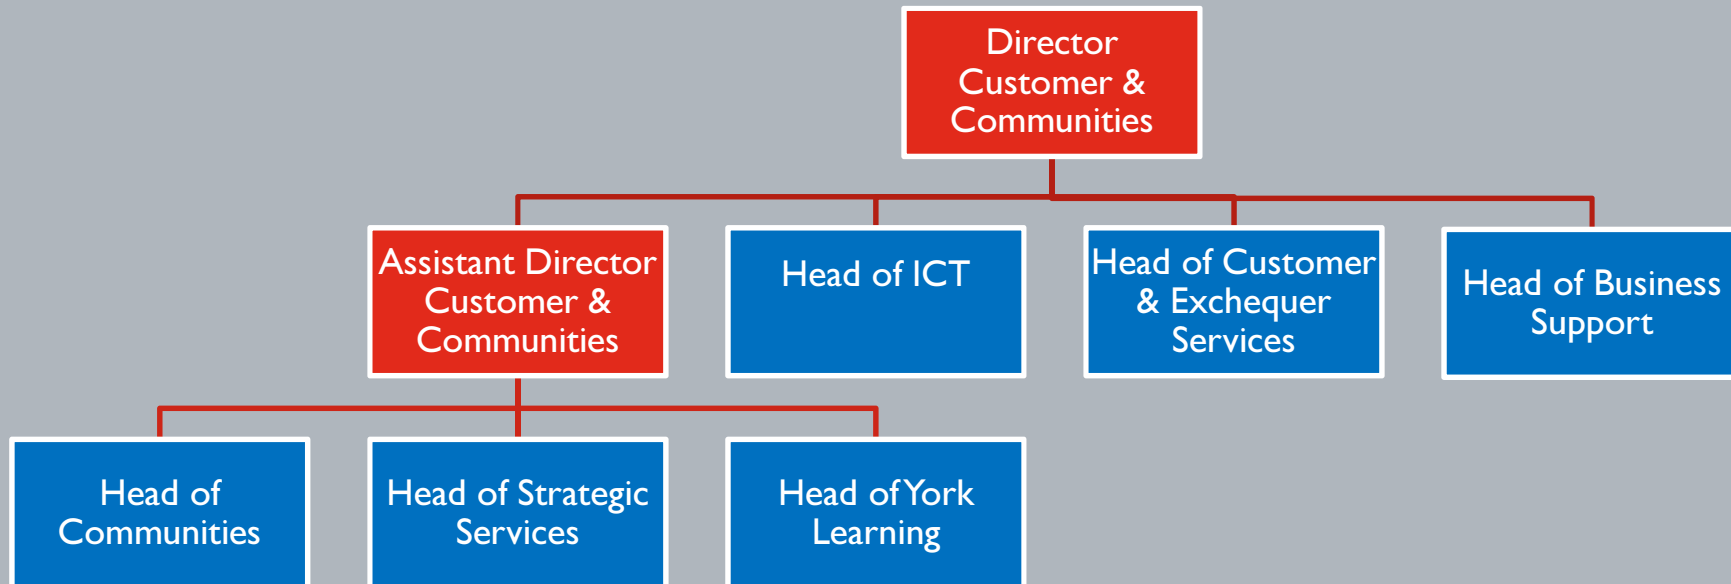 Director
Customer &
Communities
Assistant Director
Customer &
Communities
Head of ICT
Head of Customer
& Exchequer
Services
Head of Business
Support
Head of
Communities
Head of Strategic
Services
Head of York
Learning